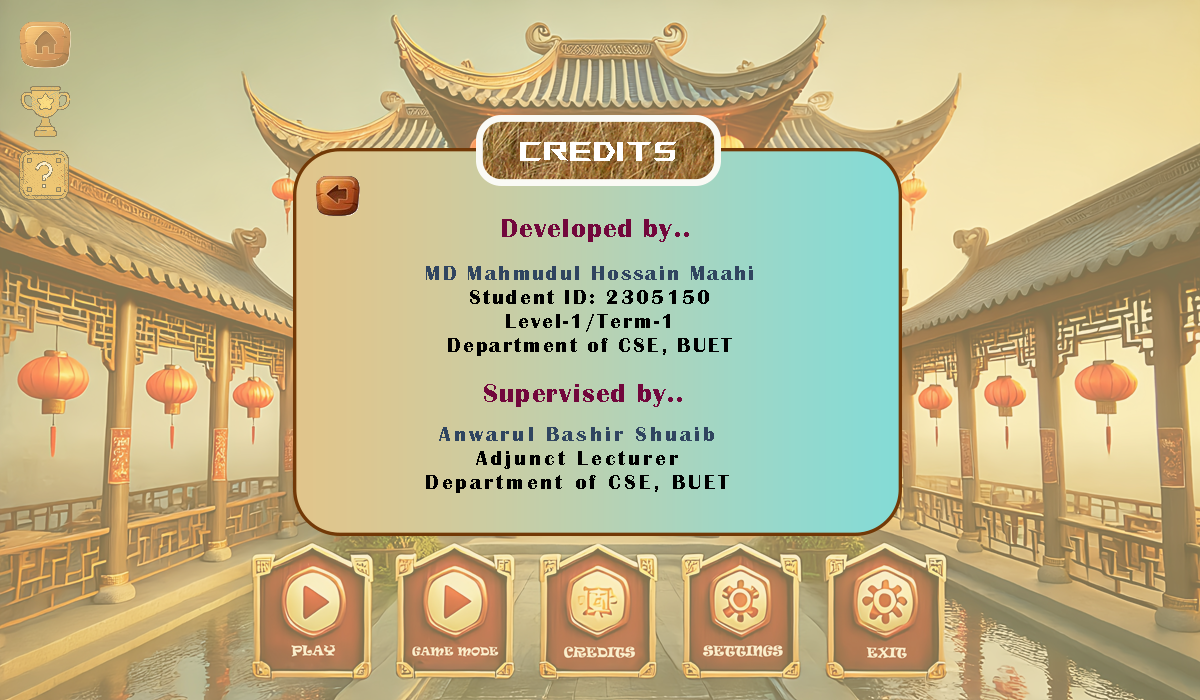 CREDITS
?
Developed by..
MD Mahmudul Hossain Maahi
Student ID: 2305150
Level-1/Term-1
Department of CSE, BUET
Supervised by..
Anwarul Bashir Shuaib
Adjunct Lecturer
Department of CSE, BUET
PLAY
GAME MODE
CREDITS
SETTINGS
EXIT